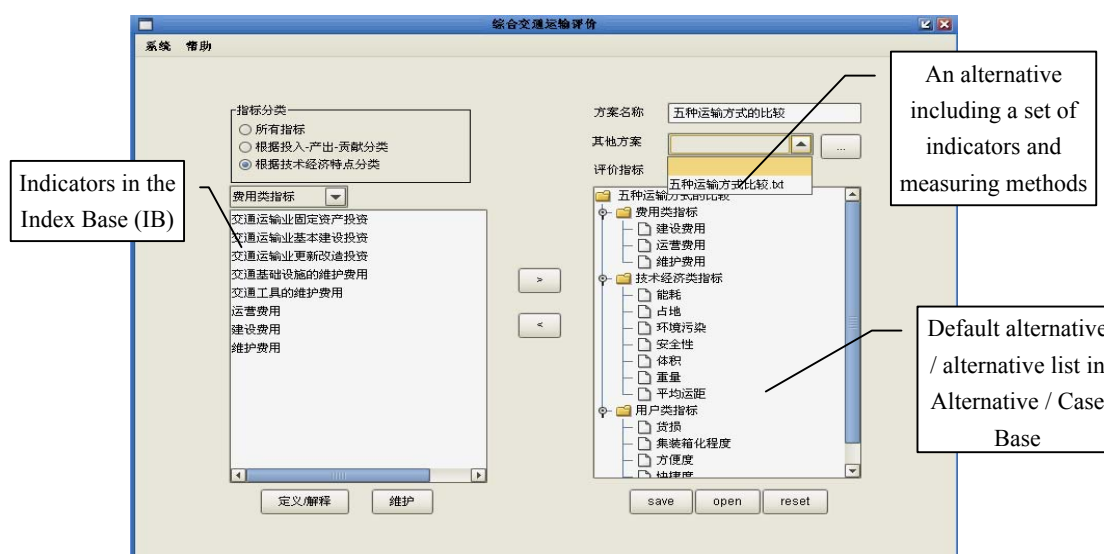 综合交通运输评价
系统 帮助
指标分类
所有指标
根据投入-产出-贡献分类
根据技术经济特点分类
费用类指标
交通运输业固定资产投资
交通运输业基本建设投资
交通运输业更新改造投资
交通基础设施的维护费用
交通工具的维护费用
运营费用
建设费用
维护费用
定义/解释 维护
>
<
方案名称 五种运输方式的比较
其他方案 ...
评价指标
五种运输方式比较.txt
五种运输方式的比较
费用类指标
建设费用
运营费用
维护费用
技术经济类指标
能耗
占地
环境污染
安全性
体积
重量
平均运距
用户类指标
货损
集装箱化程度
方便度
快捷度
save open reset
Indicators in the
Index Base (IB)
An alternative
including a set of
indicators and
measuring methods
Default alternative
/ alternative list in
Alternative / Case
Base